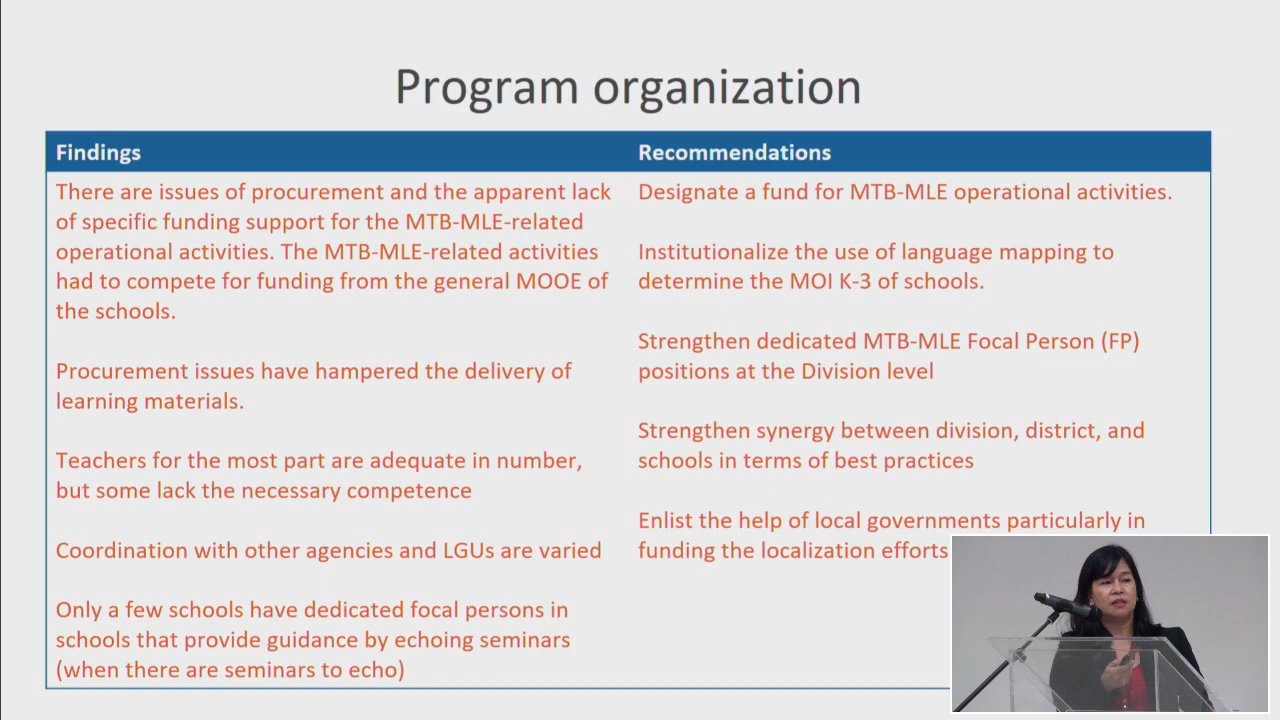 Program organization
Findings
There are issues of procurement and the apparent lack
of specific funding support for the MTB-MLE-related
operational activities. The MTB-MLE-related activities
had to compete for funding from the general MOOE of
the schools.
Procurement issues have hampered the delivery of
learning materials.
Teachers for the most part are adequate in number,
but some lack the necessary competence
Coordination with other agencies and LGUs are varied
Only a few schools have dedicated focal persons in
schools that provide guidance by echoing seminars
(when there are seminars to echo)
Recommendations
Designate a fund for MTB-MLE operational activities.
Institutionalize the use of language mapping to
determine the MOI K-3 of schools.
Strengthen dedicated MTB-MLE Focal Person (FP)
positions at the Division level
Strengthen synergy between division, district, and
schools in terms of best practices
Enlist the help of local governments particularly in
funding the localization efforts